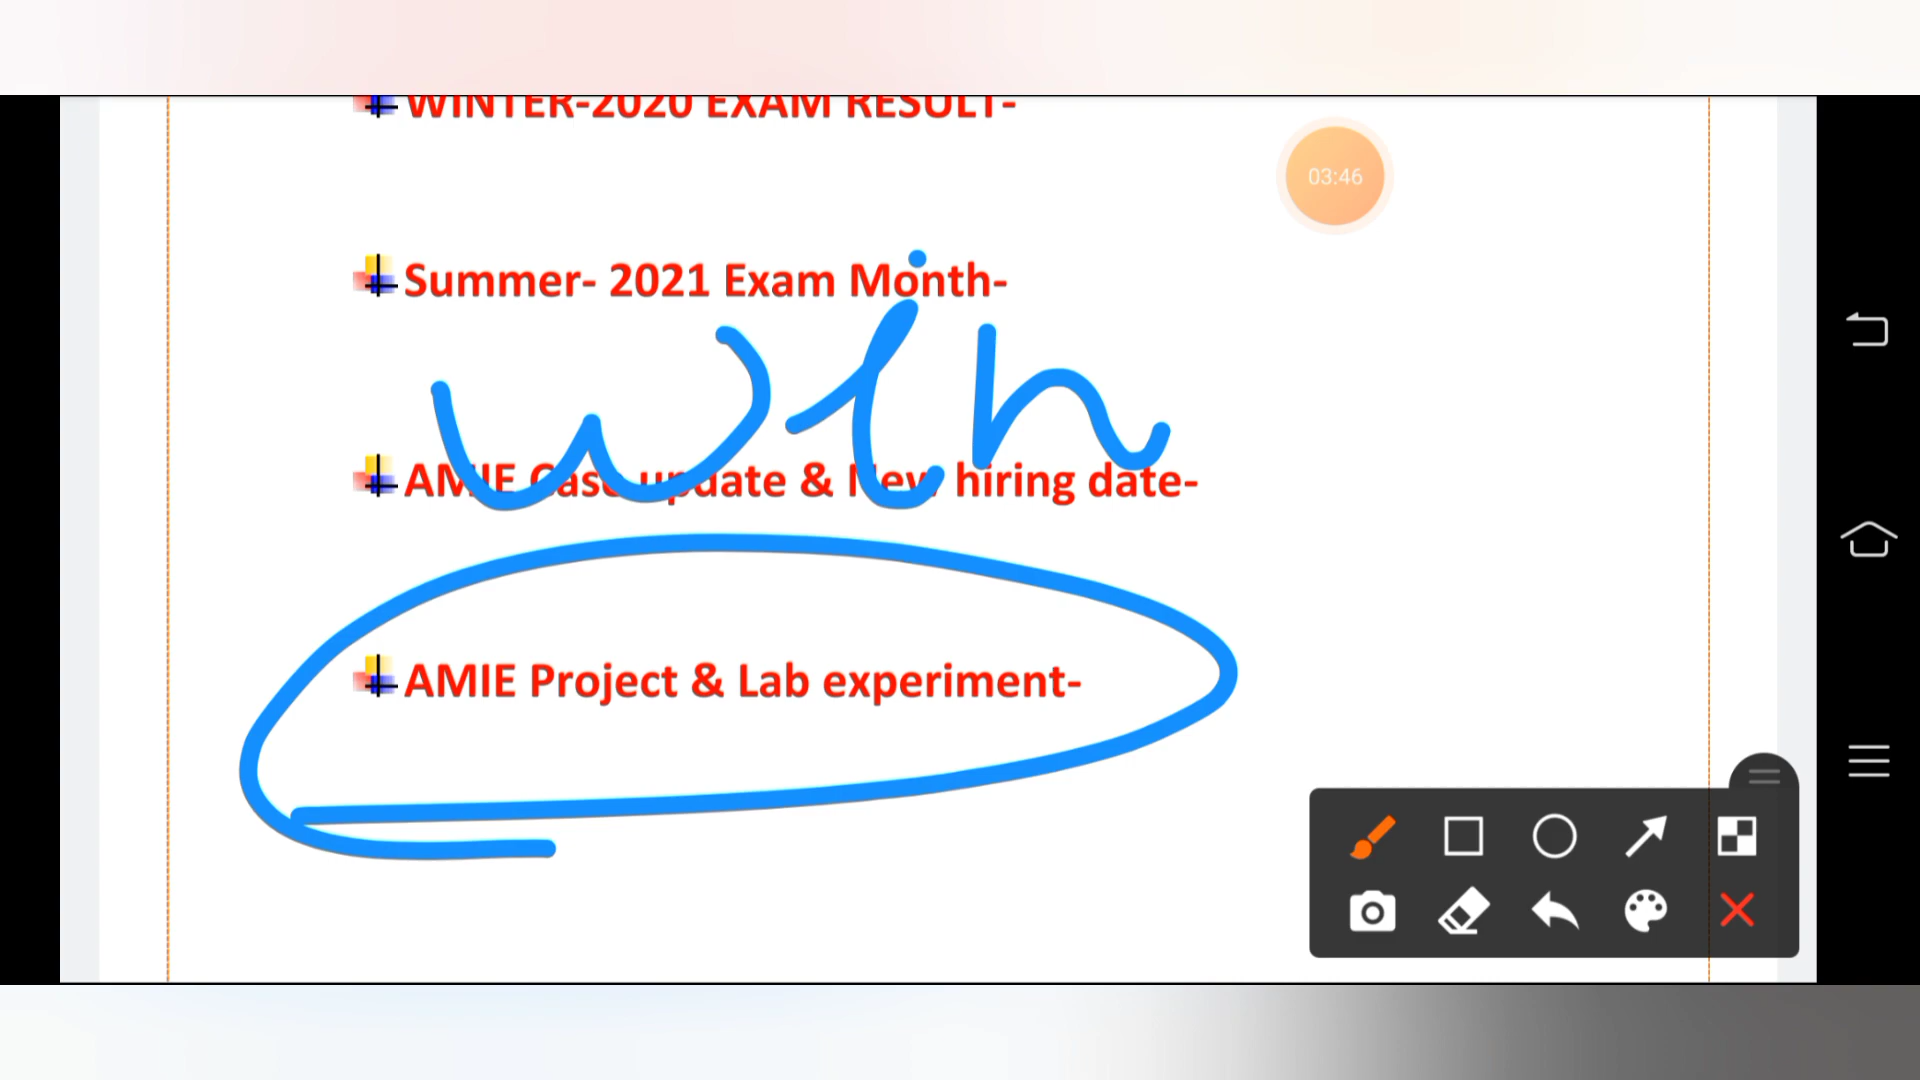 WINTER-2020 EXAM RESULT-
03:46
Summer- 2021 Exam Month-
win
AMIE Case update & New hiring date-
AMIE Project & Lab experiment-